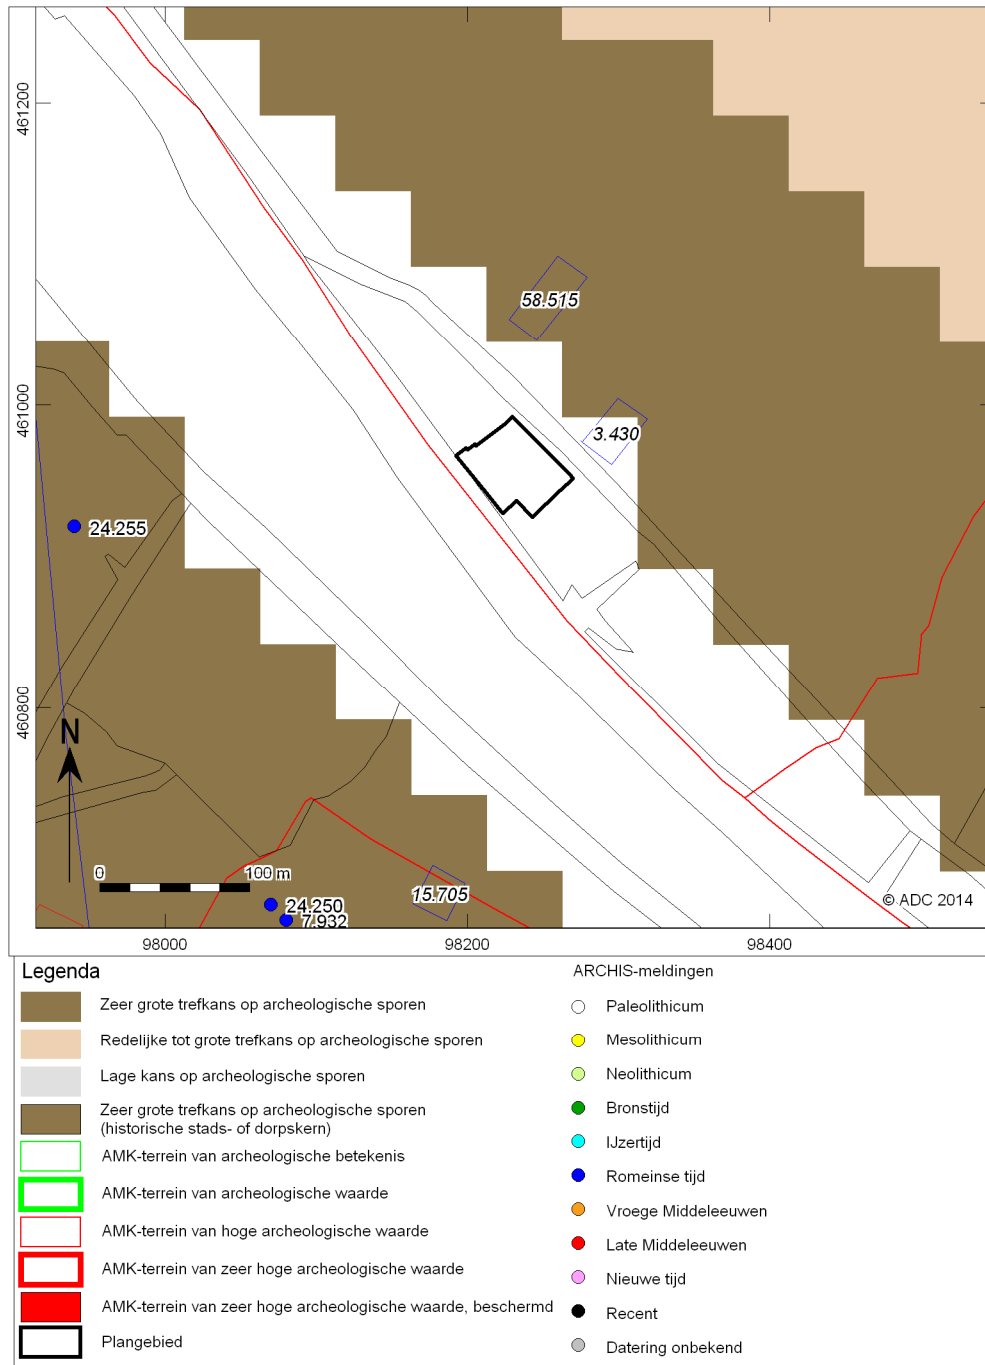 461200
58.515
461000
3.430
24.255
460800
N
0 100 m
15.705
24.250
7.932
© ADC 2014
98000 98200 98400
Legenda
Zeer grote trefkans op archeologische sporen
Redelijke tot grote trefkans op archeologische sporen
Lage kans op archeologische sporen
Zeer grote trefkans op archeologische sporen
(historische stads- of dorpskern)
AMK-terrein van archeologische betekenis
AMK-terrein van archeologische waarde
AMK-terrein van hoge archeologische waarde
AMK-terrein van zeer hoge archeologische waarde
AMK-terrein van zeer hoge archeologische waarde, beschermd
Plangebied
ARCHIS-meldingen
Paleolithicum
Mesolithicum
Neolithicum
Bronstijd
IJzertijd
Romeinse tijd
Vroege Middeleeuwen
Late Middeleeuwen
Nieuwe tijd
Recent
Datering onbekend